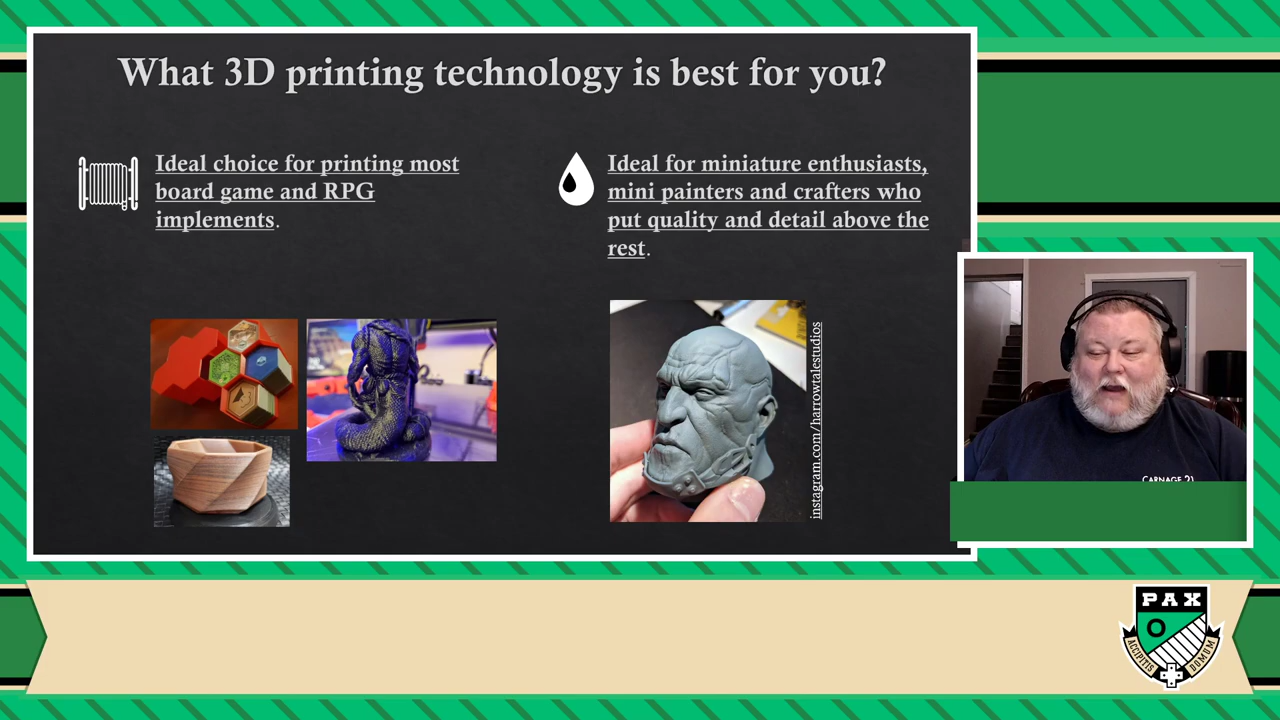 What 3D printing technology is best for you?
Ideal choice for printing most
board game and RPG
implements.
Ideal for miniature enthusiasts,
mini painters and crafters who
put quality and detail above the
rest.
instagram.com/harrowtalestudios
CARNAGE 21
PAX
ACCIPITIS
DOMUM